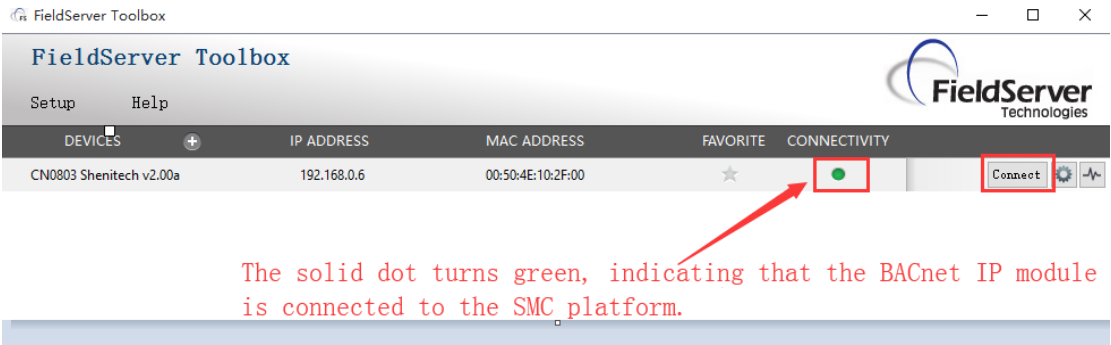 FieldServer Toolbox
FieldServer Toolbox
FieldServer
Technologies
Setup Help
DEVICES IP ADDRESS MAC ADDRESS FAVORITE CONNECTIVITY
CN0803 Shenitech v2.00a 192.168.0.6 00:50:4E:10:2F:00 Connect
The solid dot turns green, indicating that the BACnet IP module
is connected to the SMC platform.